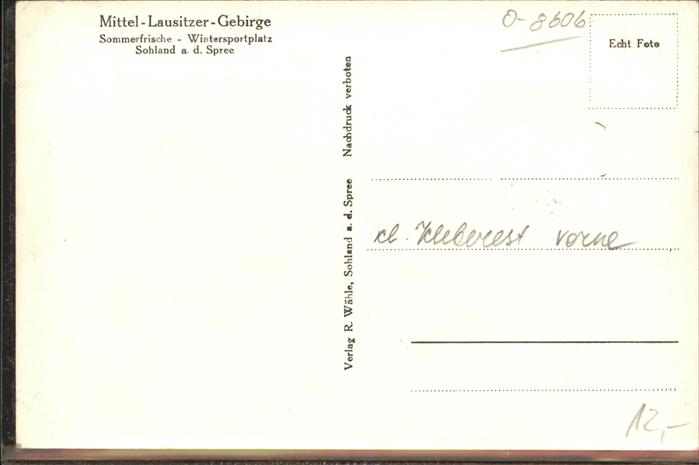 Mittel-Lausitzer-Gebirge
Sommerfrische - Wintersportplatz
Sohland a. d. Spree
O-8606
Echt Foto
Verlag R. Wähle, Sohland a. d. Spree Nachdruck verboten
kl. Kleberest vorne
12,-